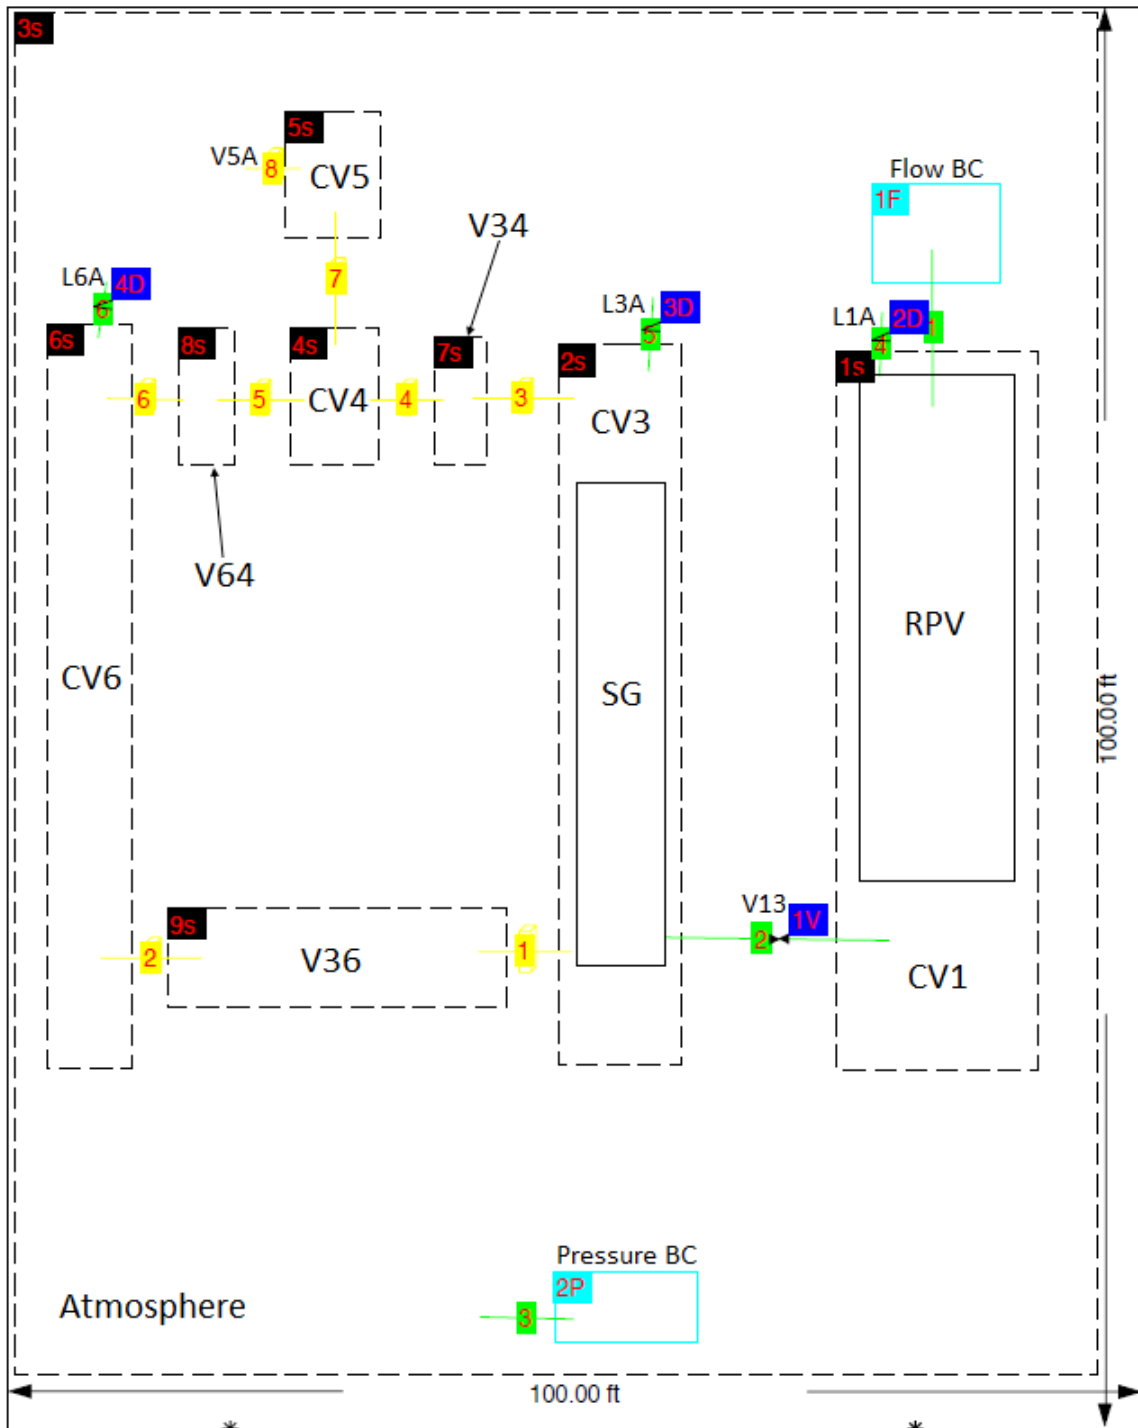 3s
5s
V5A
8
CV5
Flow BC
1F
V34
7
L6A
4D
6
L3A
3D
5
L1A
2D
1
4
6s
8s
4s
7s
2s
1s
6
5
CV4
4
3
CV3
V64
RPV
CV6
SG
100.00 ft
V13
1V
9s
2
V36
1
2
CV1
Pressure BC
2P
3
Atmosphere
100.00 ft
*
*